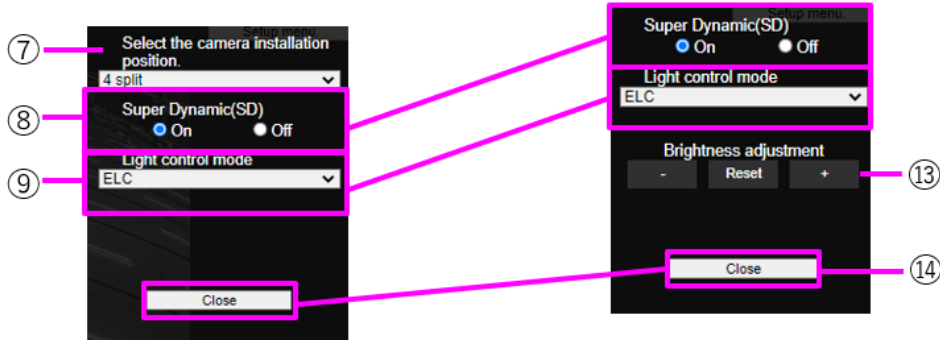 Setup menu.
⑦
Select the camera installation
position.
4 split
⑧
Super Dynamic(SD)
On
Off
⑨
Light control mode
ELC
Close
Setup menu.
Super Dynamic(SD)
On
Off
Light control mode
ELC
Brightness adjustment
-
Reset
+
⑬
Close
⑭